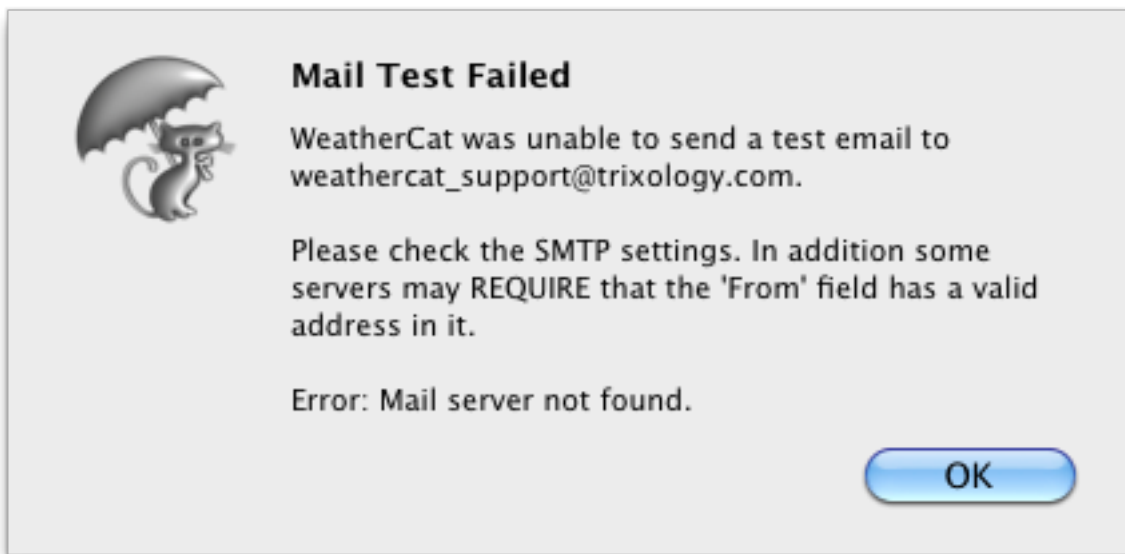 Mail Test Failed
WeatherCat was unable to send a test email to
weathercat_support@trixology.com.
Please check the SMTP settings. In addition some
servers may REQUIRE that the 'From' field has a valid
address in it.
Error: Mail server not found.
OK